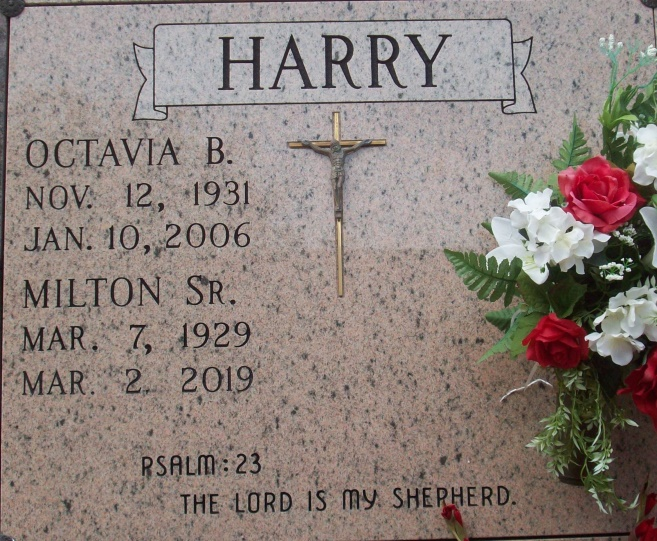 HARRY
OCTAVIA B.
NOV. 12, 1931
JAN. 10, 2006
MILTON SR.
MAR. 7, 1929
MAR. 2 2019
PSALM:23
THE LORD IS MY SHEPHERD.